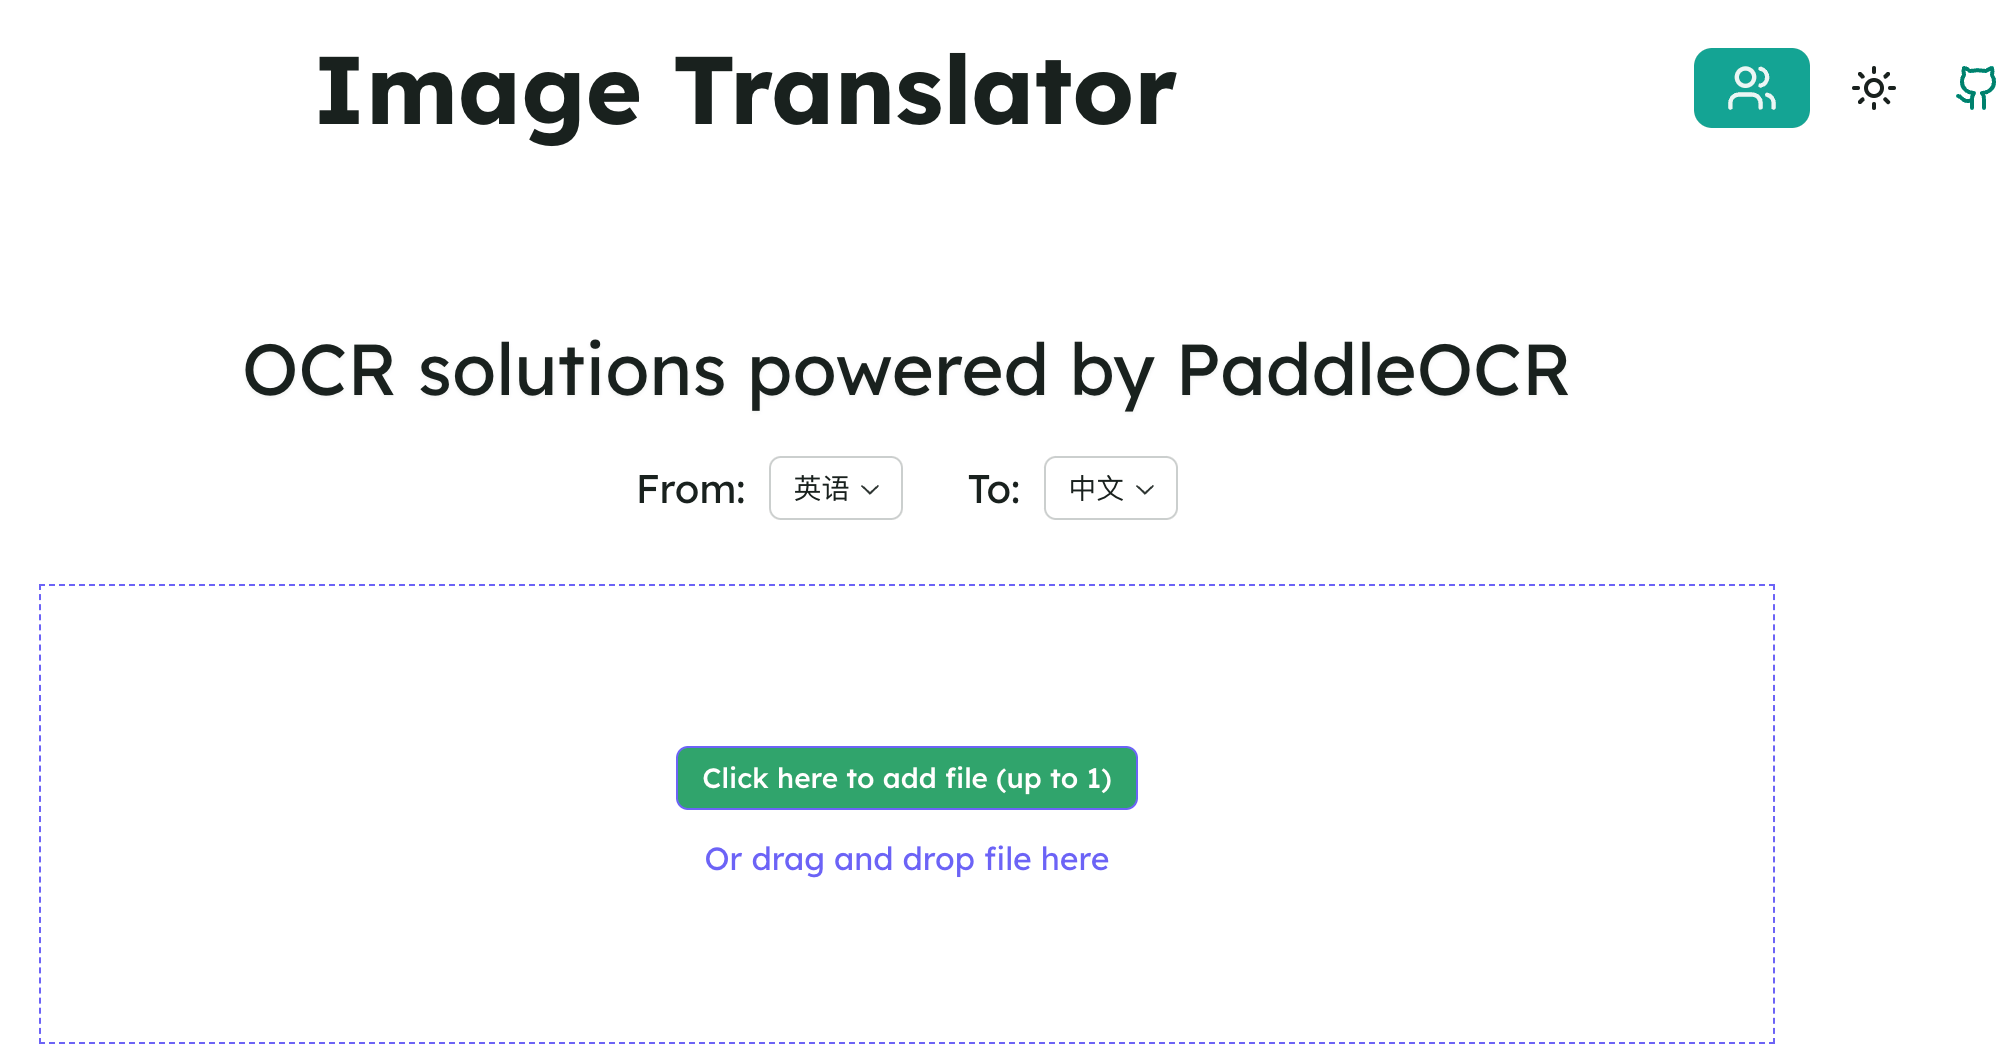 Image Translator
OCR solutions powered by PaddleOCR
From: 英语 To: 中文
Click here to add file (up to 1)
Or drag and drop file here